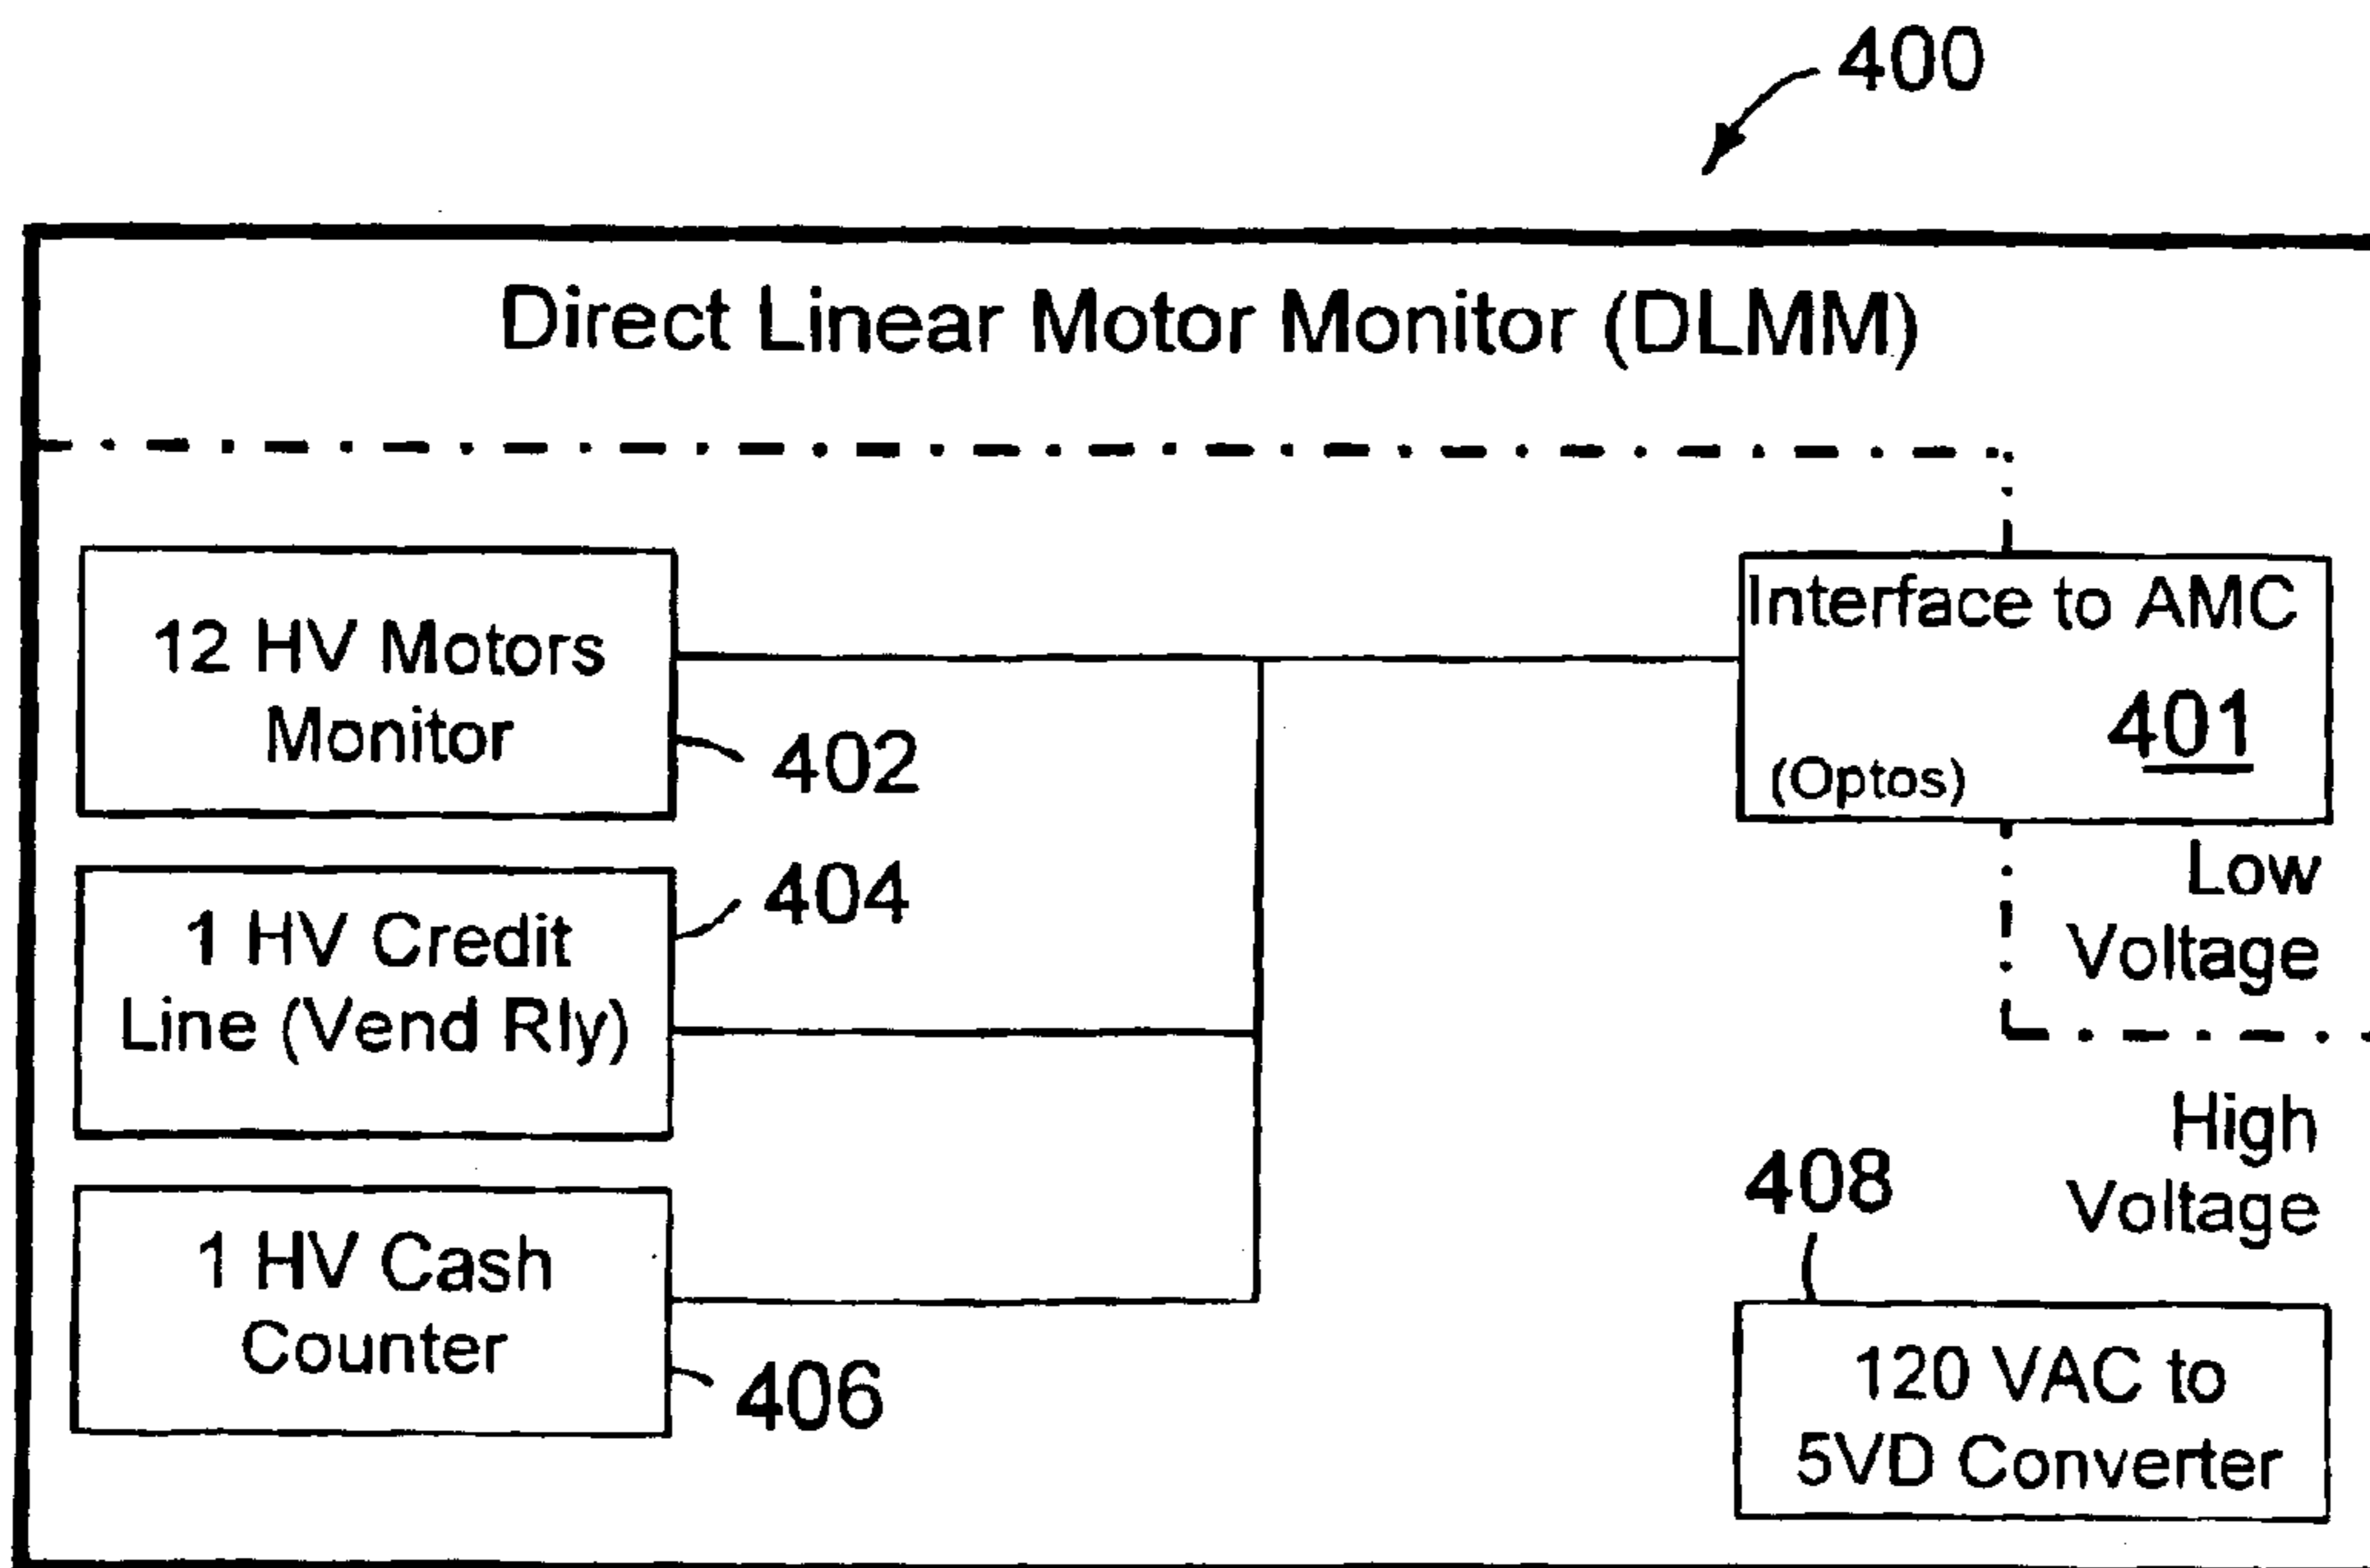 400
Direct Linear Motor Monitor (DLMM)
12 HV Motors
Monitor
402
Interface to AMC
401
(Optos)
Low
Voltage
404
1 HV Credit
Line (Vend Rly)
High
Voltage
1 HV Cash
Counter
406
408
120 VAC to
5VD Converter